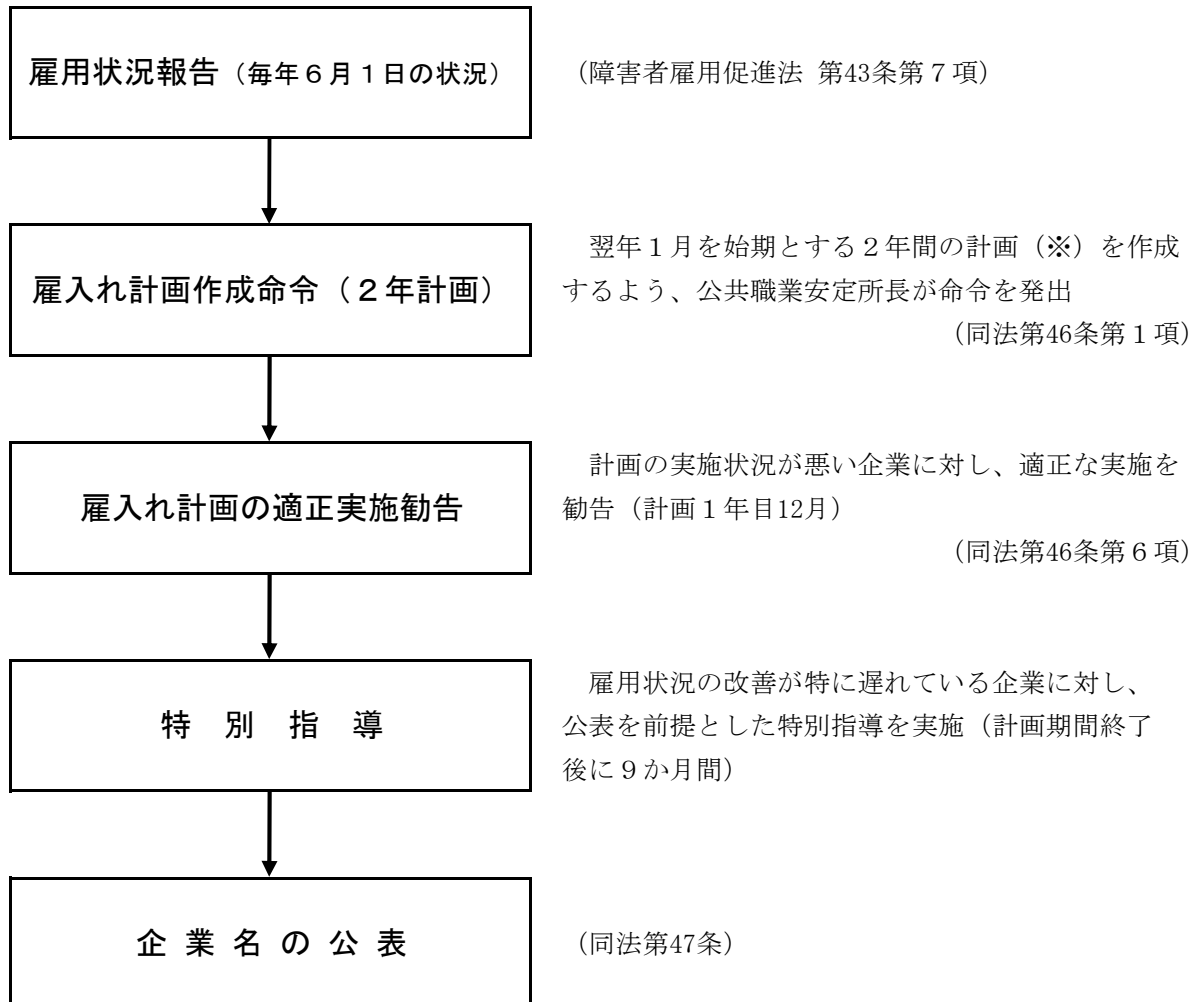 雇用状況報告（毎年６月１日の状況）
（障害者雇用促進法 第43条第７項）
雇入れ計画作成命令（２年計画）
翌年１月を始期とする２年間の計画（※）を作成
するよう、公共職業安定所長が命令を発出
（同法第46条第１項）
雇入れ計画の適正実施勧告
計画の実施状況が悪い企業に対し、適正な実施を
勧告（計画１年目12月）
（同法第46条第６項）
特　別　指　導
雇用状況の改善が特に遅れている企業に対し、
公表を前提とした特別指導を実施（計画期間終了
後に９か月間）
企 業 名 の 公 表
（同法第47条）